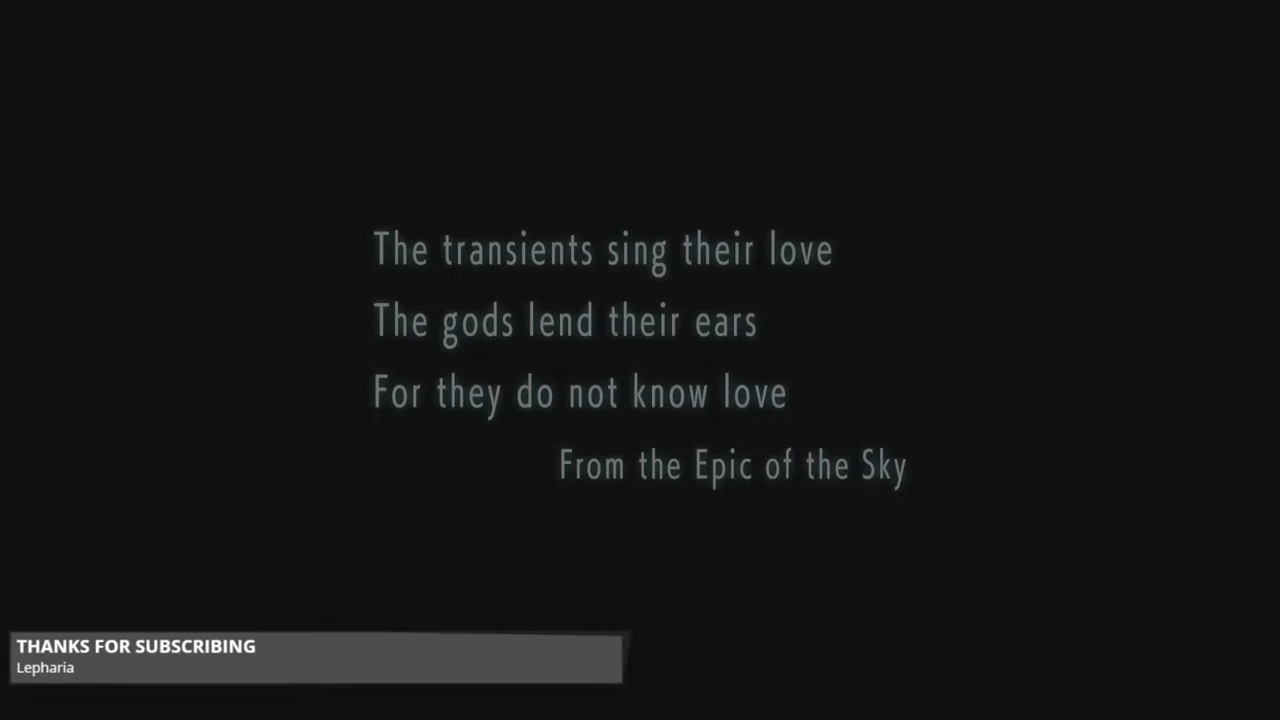 The transients sing their love
The gods lend their ears
For they do not know love
From the Epic of the Sky
THANKS FOR SUBSCRIBING
Lepharia